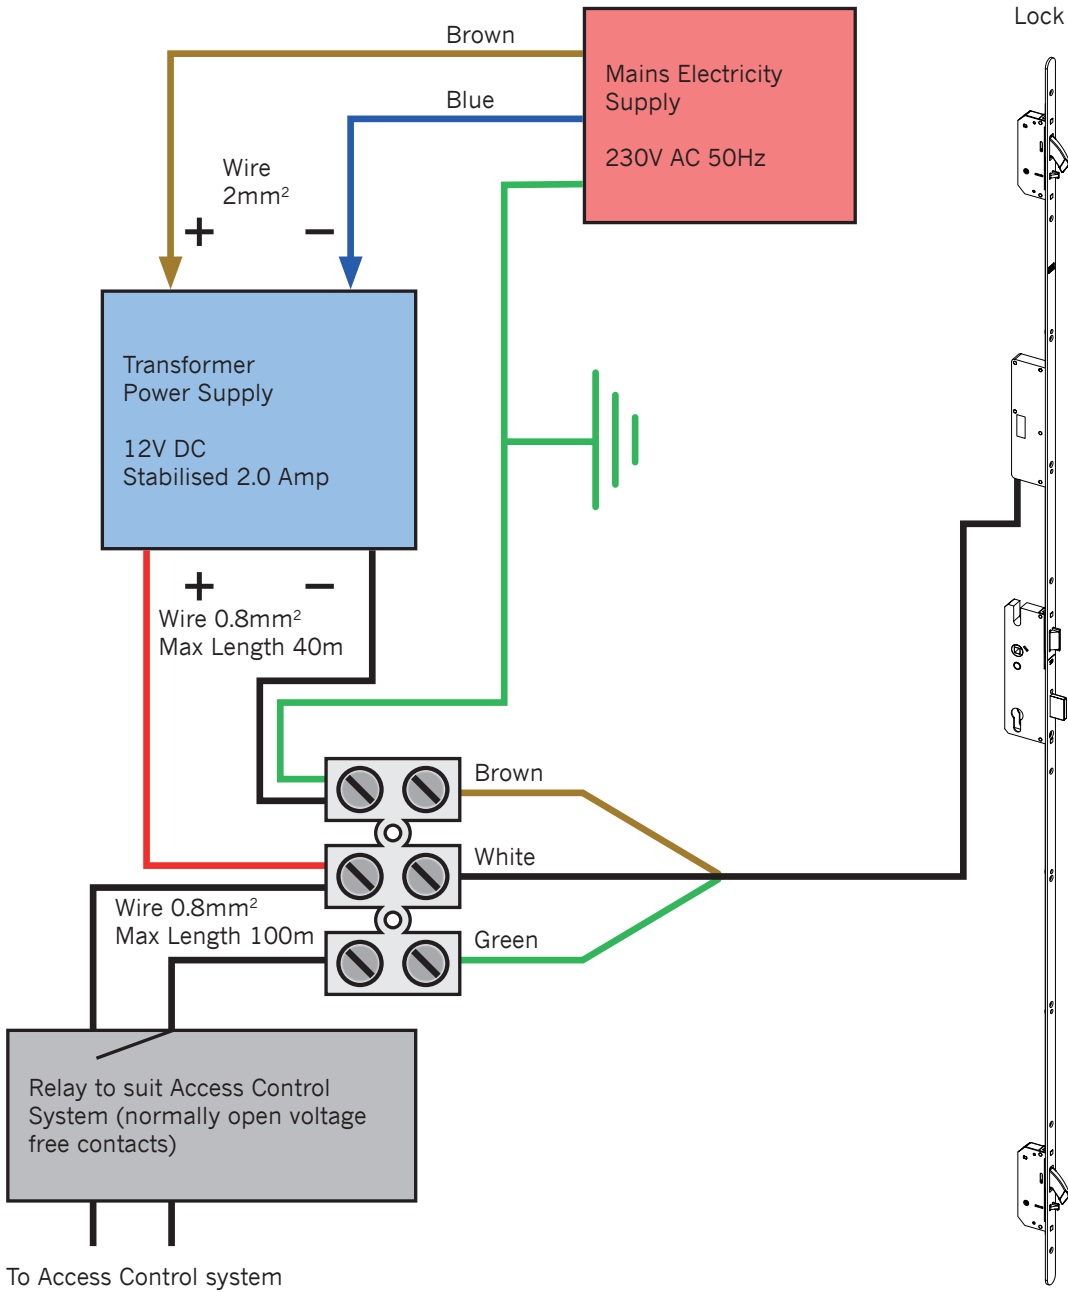 Lock
Brown
Mains Electricity
Supply
230V AC 50Hz
Blue
Wire
2mm²
+
−
Transformer
Power Supply
12V DC
Stabilised 2.0 Amp
+
−
Wire 0.8mm²
Max Length 40m
Brown
White
Wire 0.8mm²
Max Length 100m
Green
Relay to suit Access Control
System (normally open voltage
free contacts)
To Access Control system